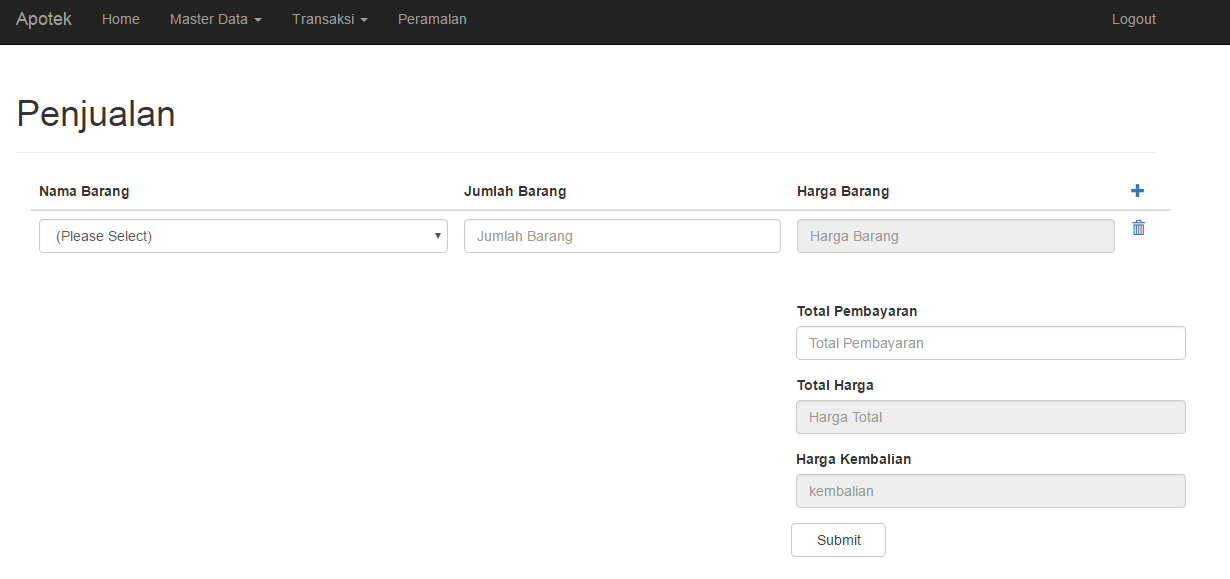 Apotek Home Master Data Transaksi Peramalan Logout
Penjualan
Nama Barang Jumlah Barang Harga Barang
(Please Select) Jumlah Barang Harga Barang
Total Pembayaran
Total Pembayaran
Total Harga
Harga Total
Harga Kembalian
kembalian
Submit